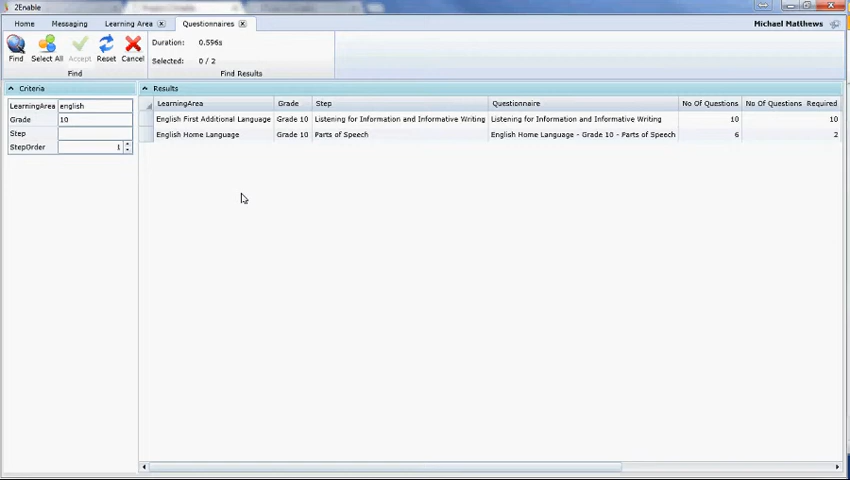 2Enable
Home Messaging Learning Area Questionnaires Michael Matthews
Find Select All Accept Reset Cancel
Find
Duration: 0.596s
Selected: 0 / 2
Find Results
Criteria
LearningArea english
Grade 10
Step
StepOrder 1
Results
LearningArea Grade Step Questionnaire No Of Questions No Of Questions Required
English First Additional Language Grade 10 Listening for Information and Informative Writing Listening for Information and Informative Writing 10 10
English Home Language Grade 10 Parts of Speech English Home Language - Grade 10 - Parts of Speech 6 2